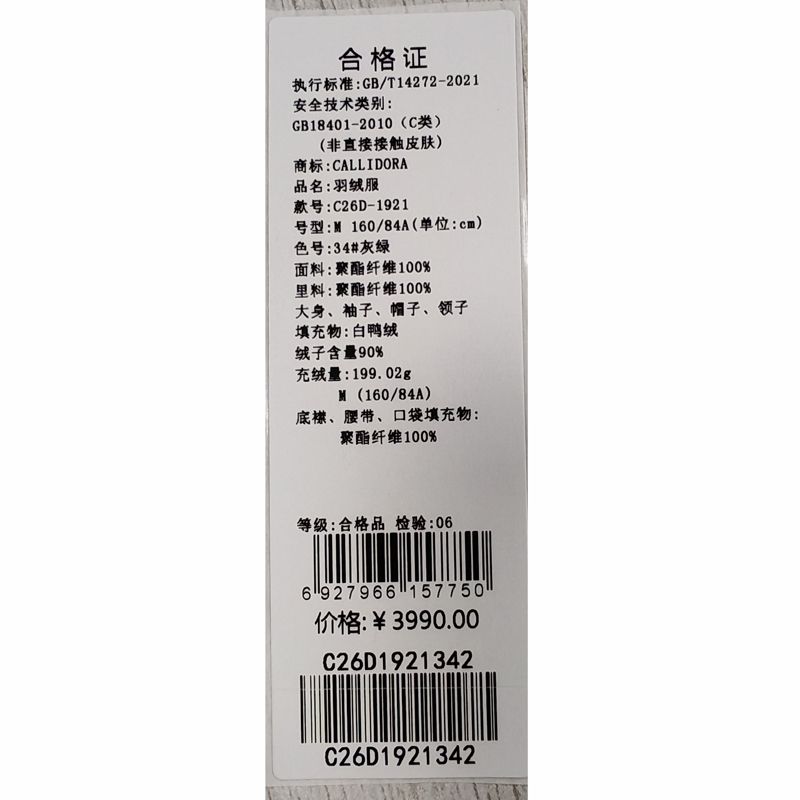 合格证
执行标准:GB/T14272-2021
安全技术类别:
GB18401-2010（C类）
(非直接接触皮肤)
商标:CALLIDORA
品名:羽绒服
款号:C26D-1921
号型:M 160/84A(单位:cm)
色号:34#灰绿
面料:聚酯纤维100%
里料:聚酯纤维100%
大身、袖子、帽子、领子
填充物:白鸭绒
绒子含量90%
充绒量:199.02g
M (160/84A)
底襟、腰带、口袋填充物:
聚酯纤维100%
等级:合格品 检验:06
6 927966 157750
价格:￥3990.00
C26D1921342
C26D1921342